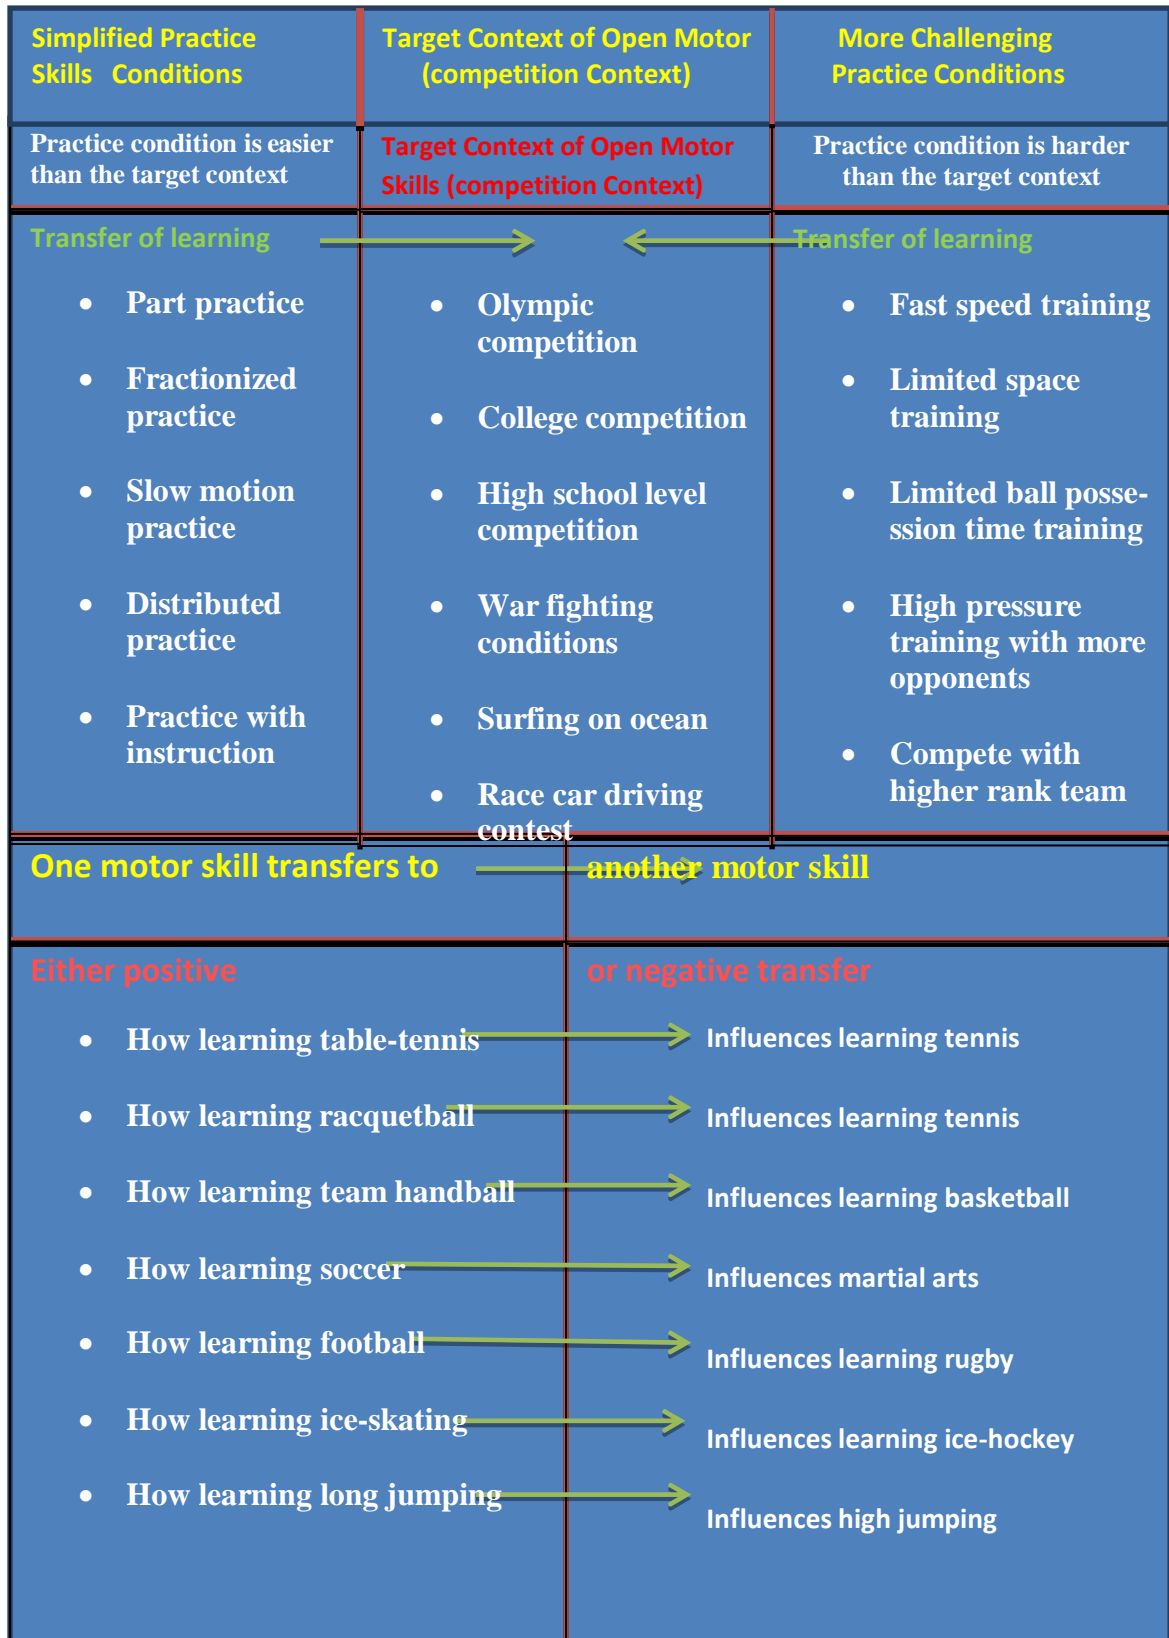 Simplified Practice
Skills Conditions
Target Context of Open Motor
(competition Context)
More Challenging
Practice Conditions
Practice condition is easier
than the target context
Target Context of Open Motor
Skills (competition Context)
Practice condition is harder
than the target context
Transfer of learning
• Part practice
• Fractionized
practice
• Slow motion
practice
• Distributed
practice
• Practice with
instruction
• Olympic
competition
• College competition
• High school level
competition
• War fighting
conditions
• Surfing on ocean
• Race car driving
contest
Transfer of learning
• Fast speed training
• Limited space
training
• Limited ball posse-
ssion time training
• High pressure
training with more
opponents
• Compete with
higher rank team
One motor skill transfers to another motor skill
Either positive or negative transfer
• How learning table-tennis Influences learning tennis
• How learning racquetball Influences learning tennis
• How learning team handball Influences learning basketball
• How learning soccer Influences martial arts
• How learning football Influences learning rugby
• How learning ice-skating Influences learning ice-hockey
• How learning long jumping Influences high jumping